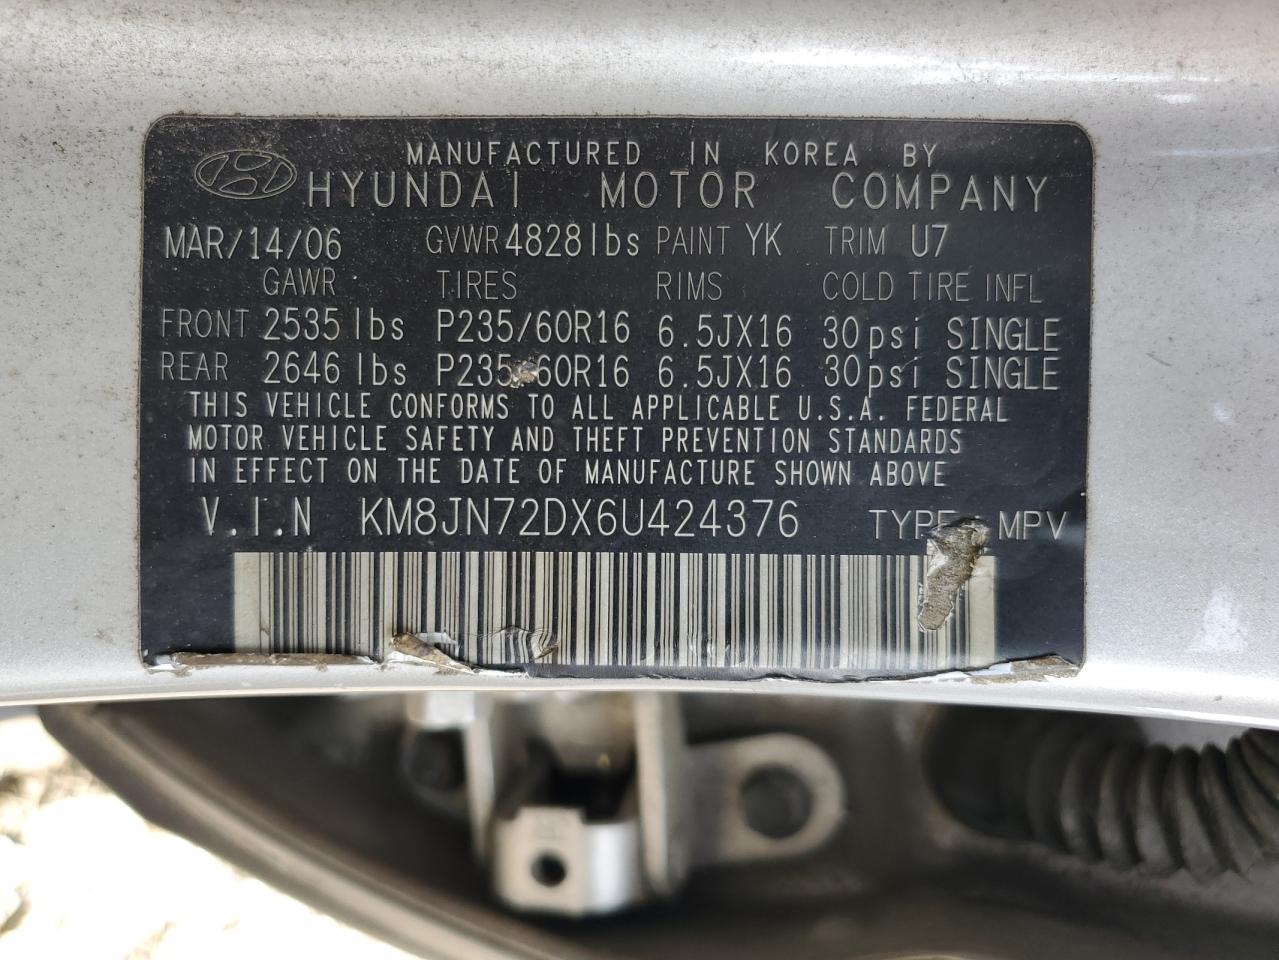 MANUFACTURED IN KOREA BY
HYUNDAI MOTOR COMPANY
MAR/14/06 GVWR 4828lbs PAINT YK TRIM U7
GAWR TIRES RIMS COLD TIRE INFL
FRONT 2535 lbs P235/60R16 6.5JX16 30psi SINGLE
REAR 2646 lbs P235/60R16 6.5JX16 30psi SINGLE
THIS VEHICLE CONFORMS TO ALL APPLICABLE U.S.A. FEDERAL
MOTOR VEHICLE SAFETY AND THEFT PREVENTION STANDARDS
IN EFFECT ON THE DATE OF MANUFACTURE SHOWN ABOVE
V.I.N KM8JN72DX6U424376 TYPE MPV